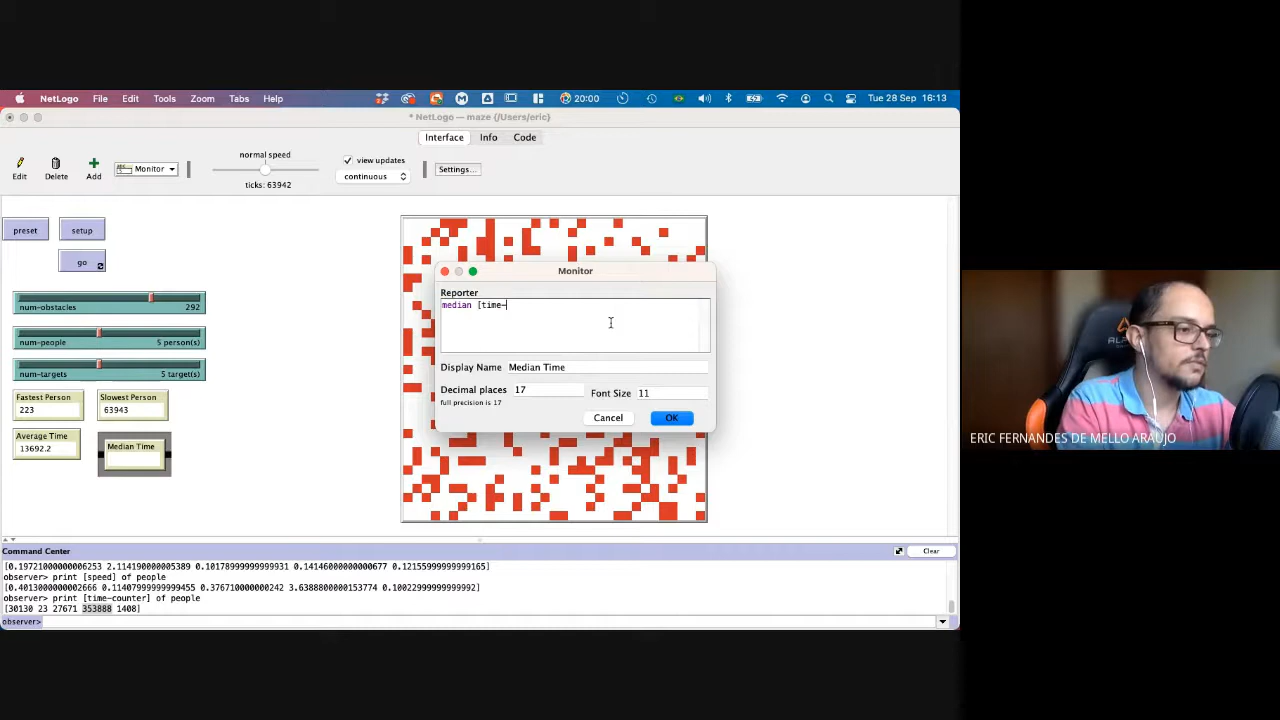 NetLogo File Edit Tools Zoom Tabs Help 20:00 Tue 28 Sep 16:13
* NetLogo — maze {/Users/eric}
Interface Info Code
Edit Delete Add Monitor normal speed view updates
ticks: 63942 continuous Settings...
preset setup
go
num-obstacles 292
num-people 5 person(s)
num-targets 5 target(s)
Fastest Person
223
Slowest Person
63943
Average Time
13692.2
Median Time
Monitor
Reporter
median [time-
Display Name Median Time
Decimal places 17 Font Size 11
full precision is 17
Cancel OK
Command Center Clear
[0.19721000000006253 2.114190000005389 0.10178999999999931 0.14146000000000677 0.12155999999999165]
observer> print [speed] of people
[0.4013000000002666 0.11407999999999455 0.376710000000242 3.6388800000153774 0.10022999999999992]
observer> print [time-counter] of people
[30130 23 27671 353888 1408]
observer>
ERIC FERNANDES DE MELLO ARAUJO